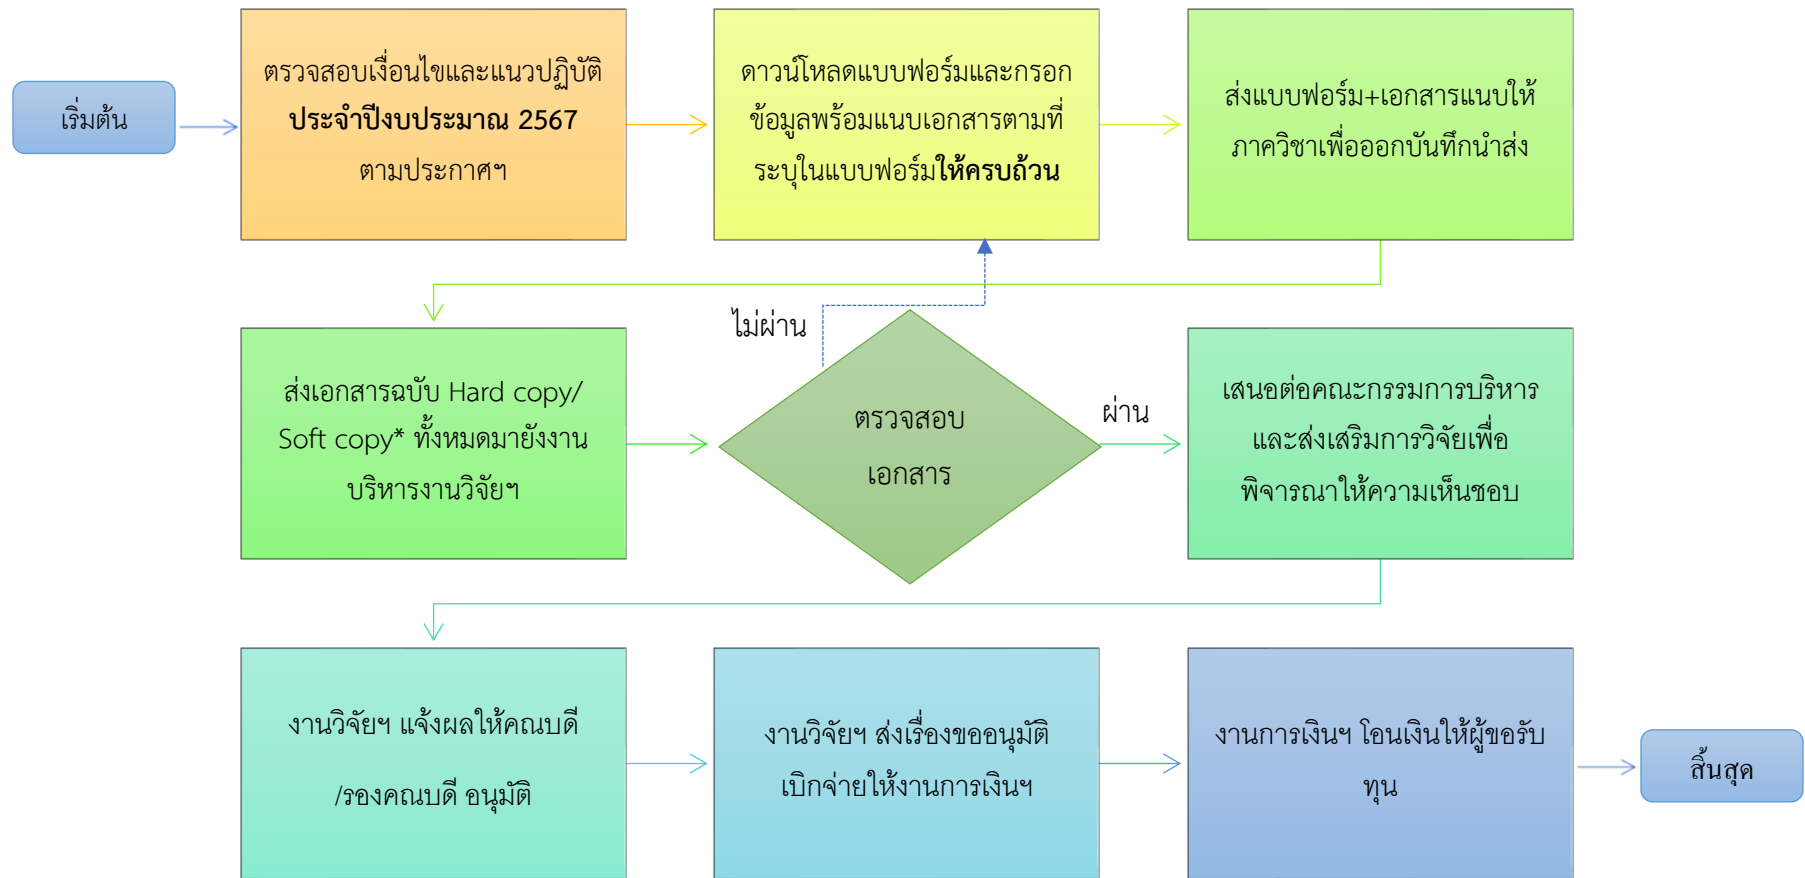 เริ่มต้น
ตรวจสอบเงื่อนไขและแนวปฏิบัติ
ประจำปีงบประมาณ 2567
ตามประกาศฯ
ดาวน์โหลดแบบฟอร์มและกรอก
ข้อมูลพร้อมแนบเอกสารตามที่
ระบุในแบบฟอร์มให้ครบถ้วน
ส่งแบบฟอร์ม+เอกสารแนบให้
ภาควิชาเพื่อออกบันทึกนำส่ง
ส่งเอกสารฉบับ Hard copy/
Soft copy* ทั้งหมดมายังงาน
บริหารงานวิจัยฯ
ไม่ผ่าน
ตรวจสอบ
เอกสาร
ผ่าน
เสนอต่อคณะกรรมการบริหาร
และส่งเสริมการวิจัยเพื่อ
พิจารณาให้ความเห็นชอบ
งานวิจัยฯ แจ้งผลให้คณบดี
/รองคณบดี อนุมัติ
งานวิจัยฯ ส่งเรื่องขออนุมัติ
เบิกจ่ายให้งานการเงินฯ
งานการเงินฯ โอนเงินให้ผู้ขอรับ
ทุน
สิ้นสุด